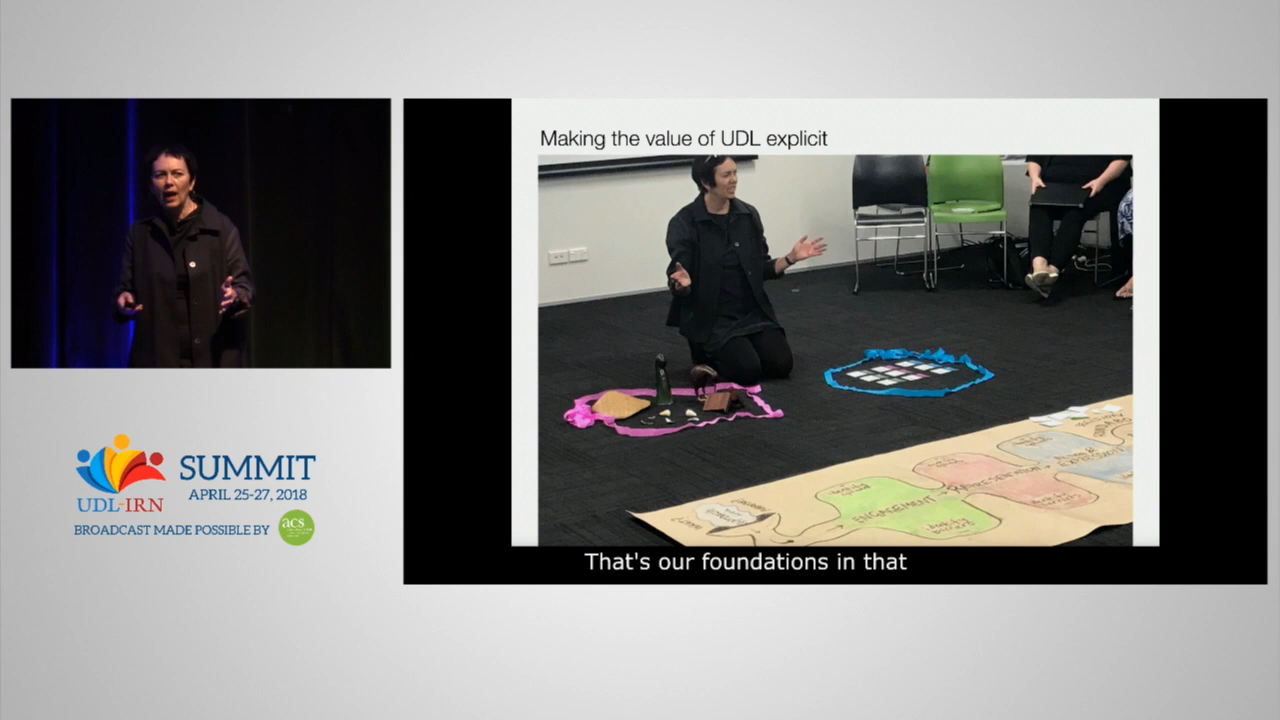 Making the value of UDL explicit
ENGAGEMENT
REPRESENTATION
That's our foundations in that
UDL-IRN
SUMMIT
APRIL 25-27, 2018
BROADCAST MADE POSSIBLE BY
acs